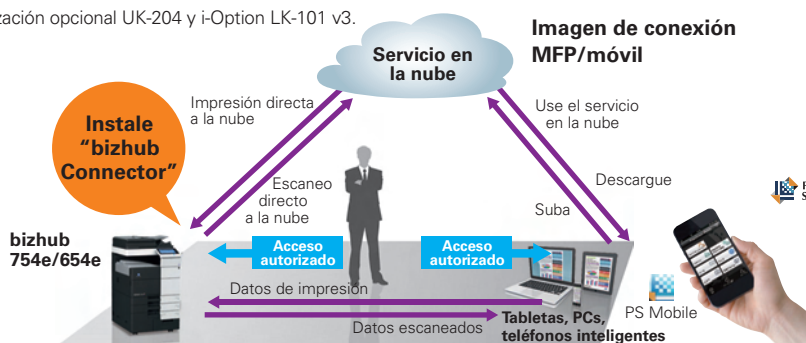 ización opcional UK-204 y i-Option LK-101 v3.
Imagen de conexión
MFP/móvil
Servicio en
la nube
Impresión directa
a la nube
Use el servicio
en la nube
Instale
“bizhub
Connector”
Escaneo
directo
a la nube
Descargue
Suba
bizhub
754e/654e
Acceso
autorizado
Acceso
autorizado
Datos de impresión
PS Mobile
Datos escaneados
Tabletas, PCs,
teléfonos inteligentes